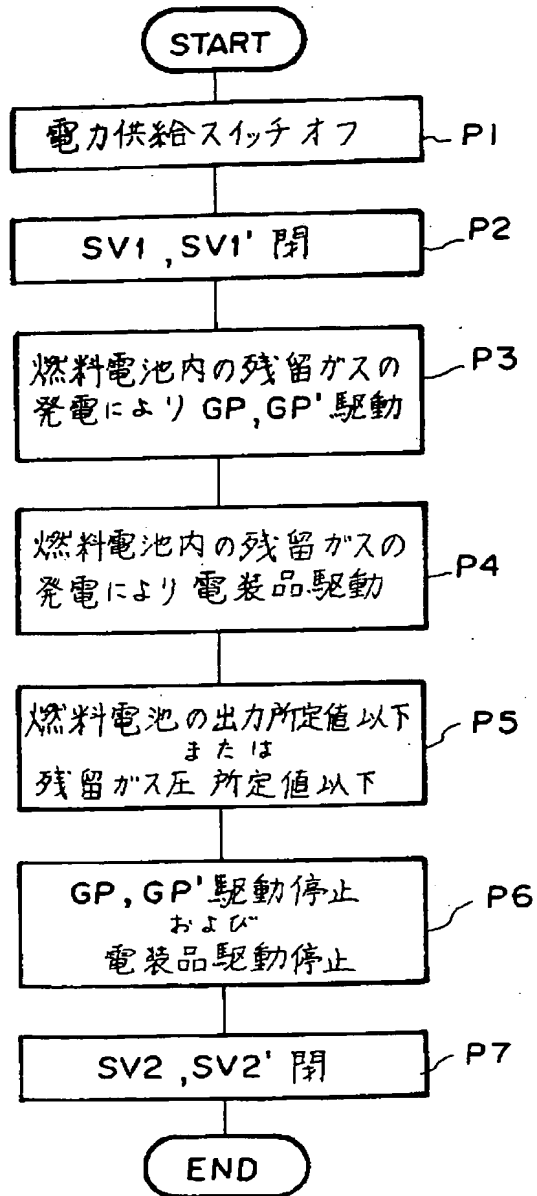 START
電力供給スイッチオフ
P1
SV1 , SV1' 閉
P2
燃料電池内の残留ガスの
発電により GP, GP' 駆動
P3
燃料電池内の残留ガスの
発電により 電装品駆動
P4
燃料電池の出力所定値以下
または
残留ガス圧 所定値以下
P5
GP, GP' 駆動停止
および
電装品駆動停止
P6
SV2 , SV2' 閉
P7
END